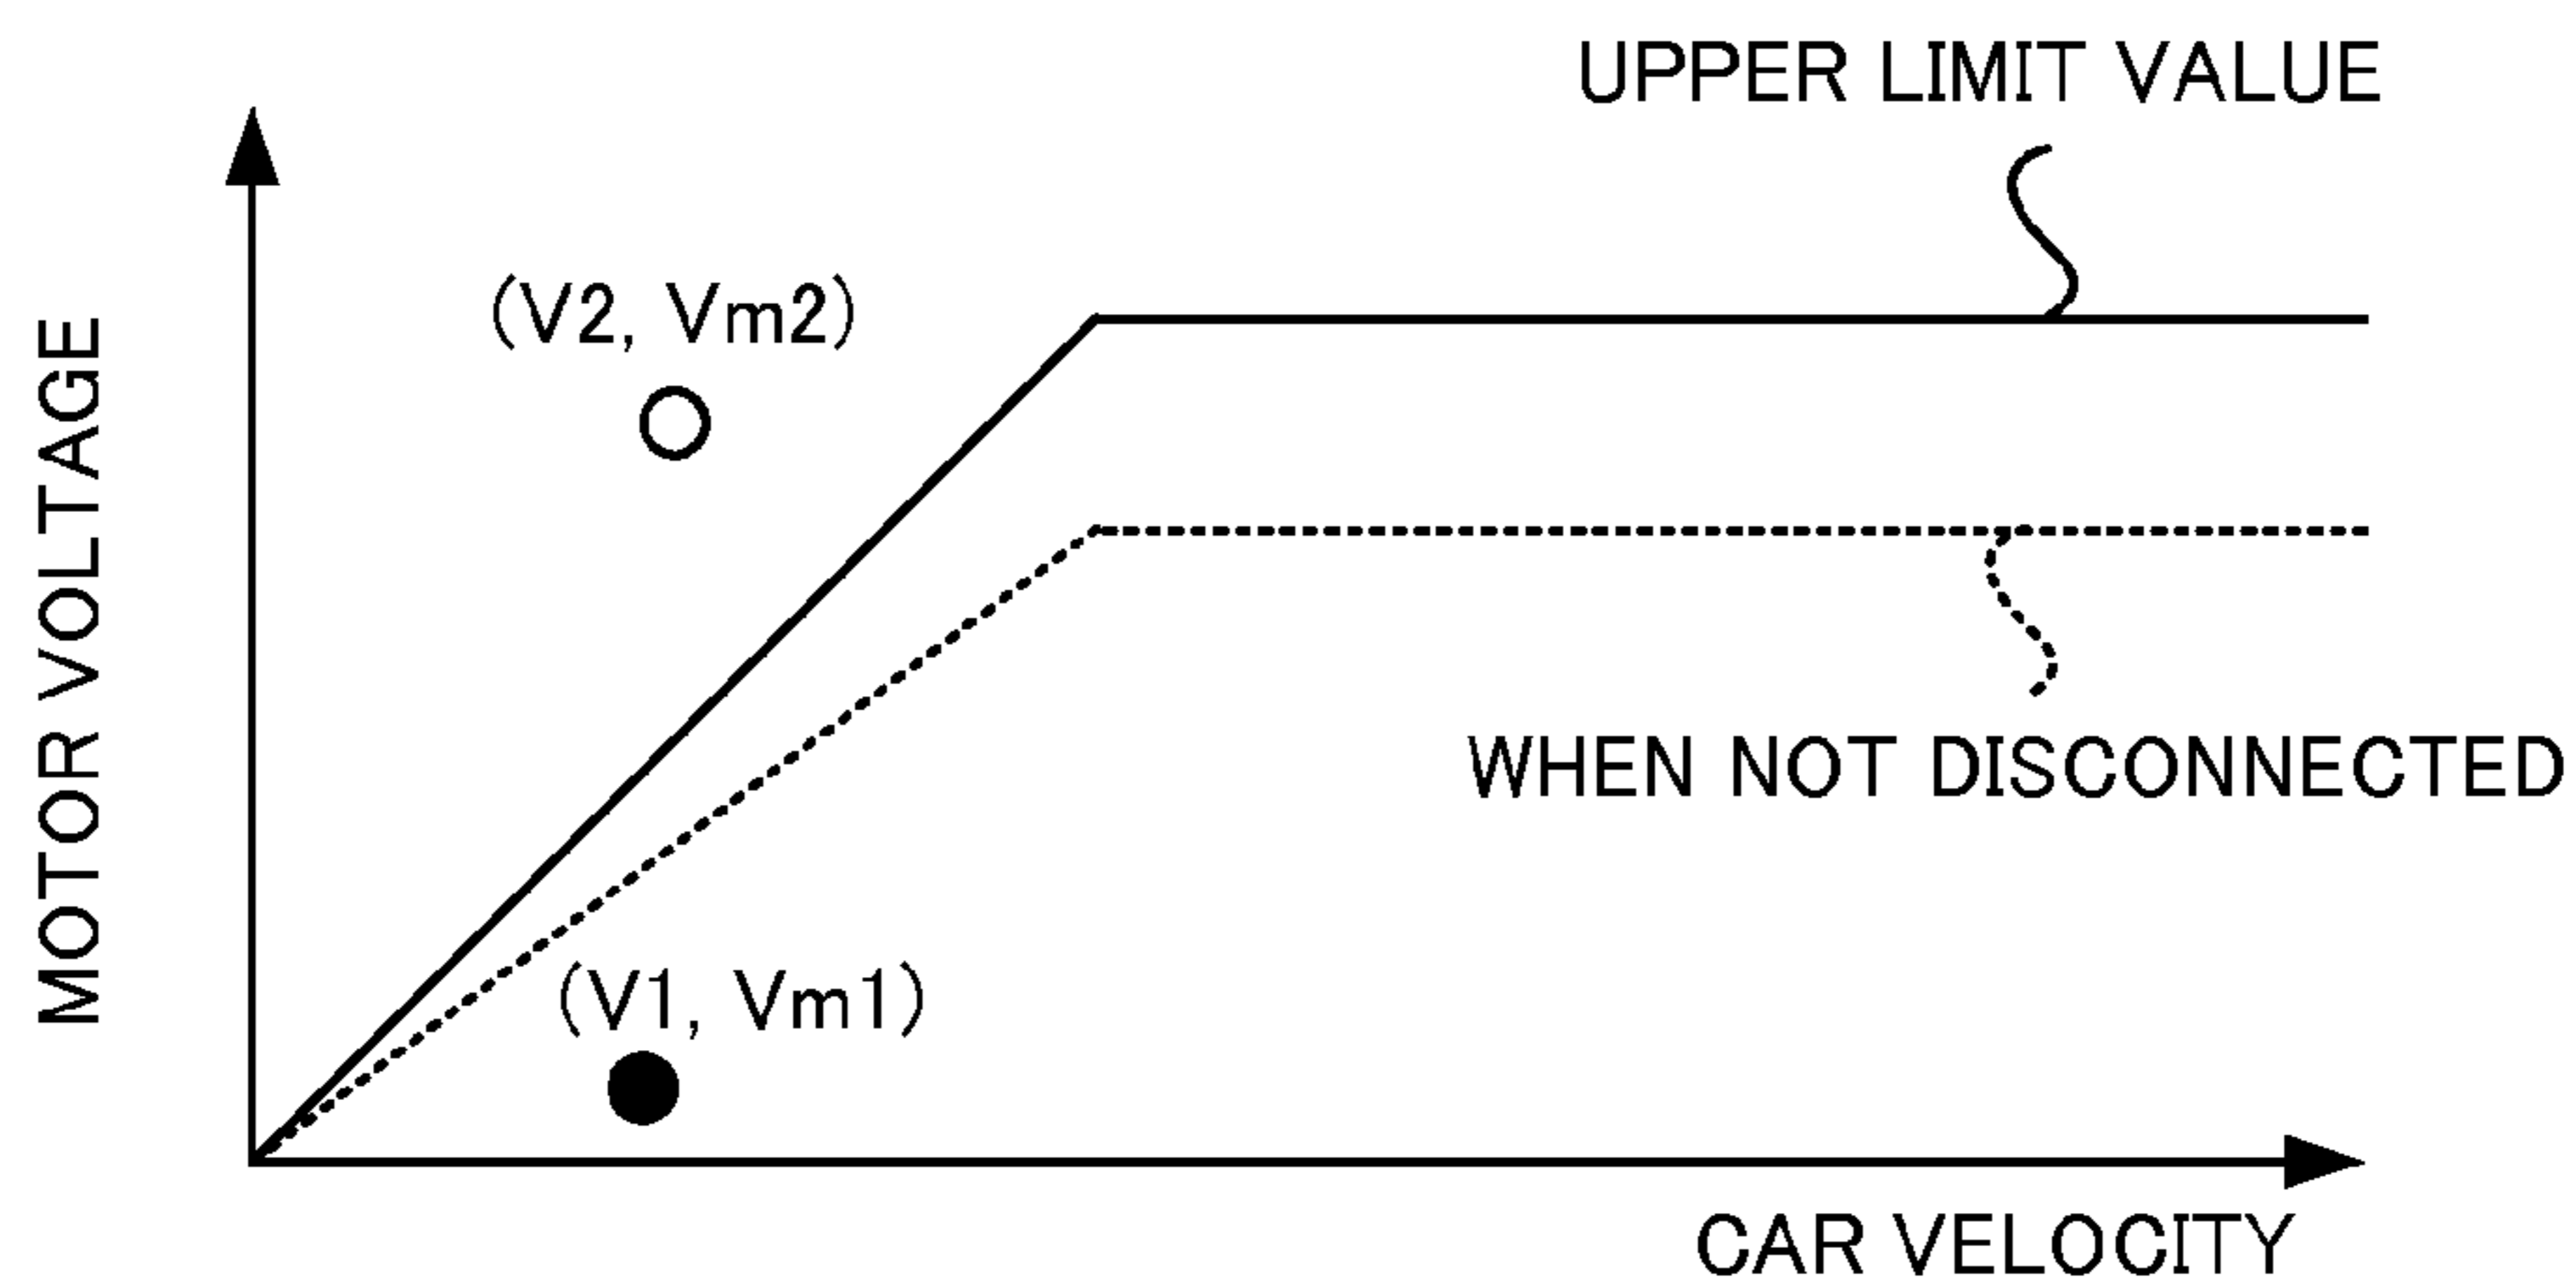 UPPER LIMIT VALUE
(V2, Vm2)
MOTOR VOLTAGE
WHEN NOT DISCONNECTED
(V1, Vm1)
CAR VELOCITY